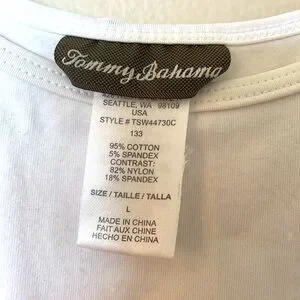 Tommy Bahama
SEATTLE, WA 98109
USA
STYLE # TSW44730C
133
95% COTTON
5% SPANDEX
CONTRAST:
82% NYLON
18% SPANDEX
SIZE / TAILLE / TALLA
L
MADE IN CHINA
FAIT AUX CHINE
HECHO EN CHINA